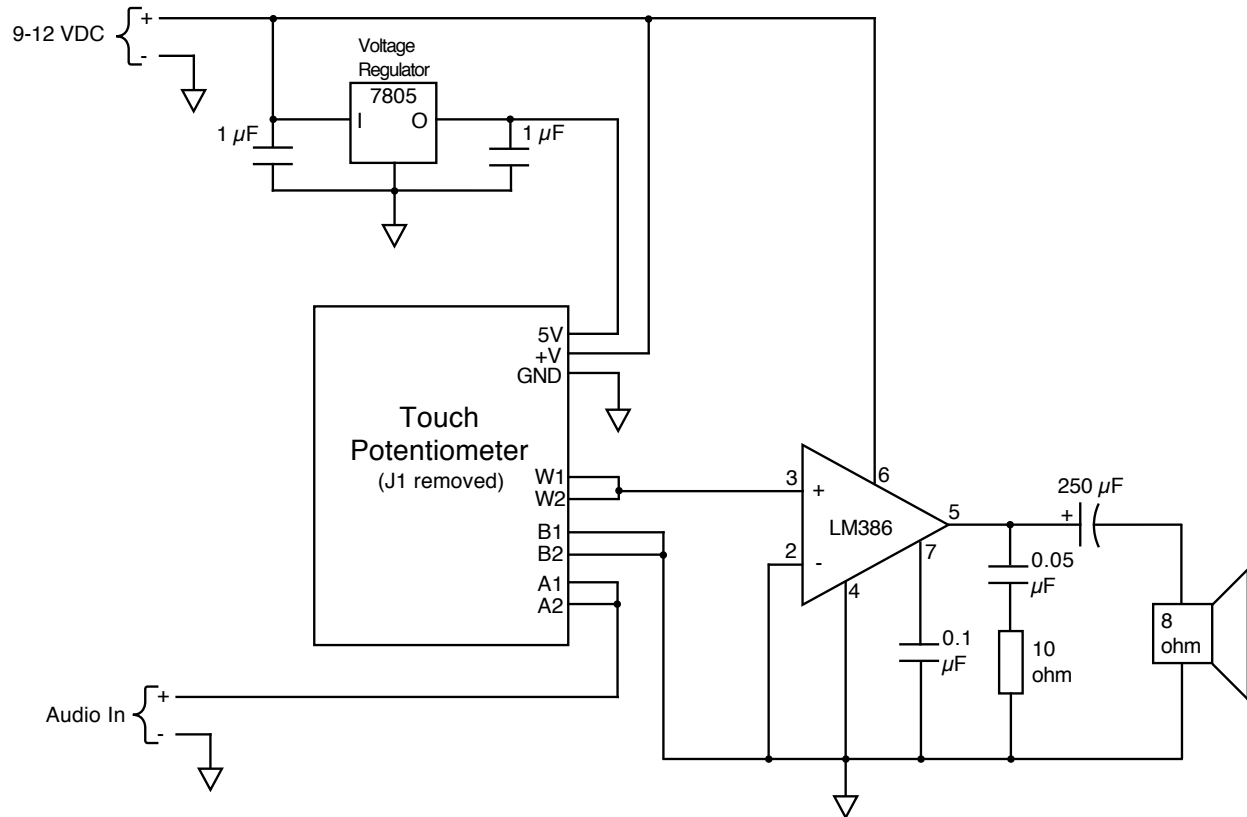 9-12 VDC
+
-
Voltage
Regulator
7805
I
O
1 µF
1 µF
5V
+V
GND
Touch
Potentiometer
(J1 removed)
W1
W2
B1
B2
A1
A2
3
+
2
-
LM386
6
5
7
4
250 µF
+
0.05
µF
0.1
µF
10
ohm
8
ohm
Audio In
+
-